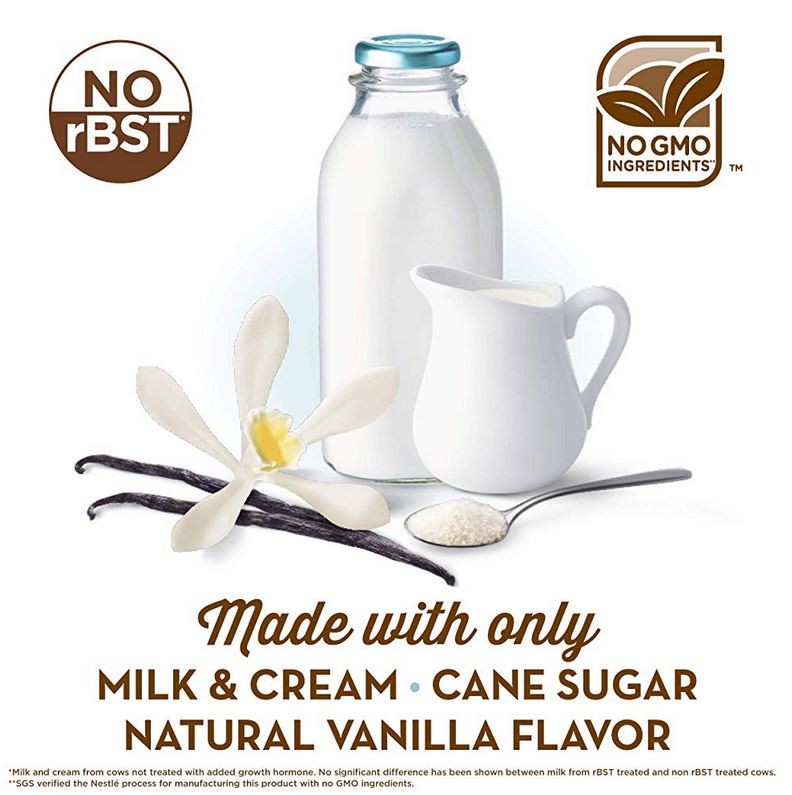 NO
rBST*
NO GMO
INGREDIENTS**
TM
Made with only
MILK & CREAM • CANE SUGAR
NATURAL VANILLA FLAVOR
*Milk and cream from cows not treated with added growth hormone. No significant difference has been shown between milk from rBST treated and non rBST treated cows.
**SGS verified the Nestlé process for manufacturing this product with no GMO ingredients.